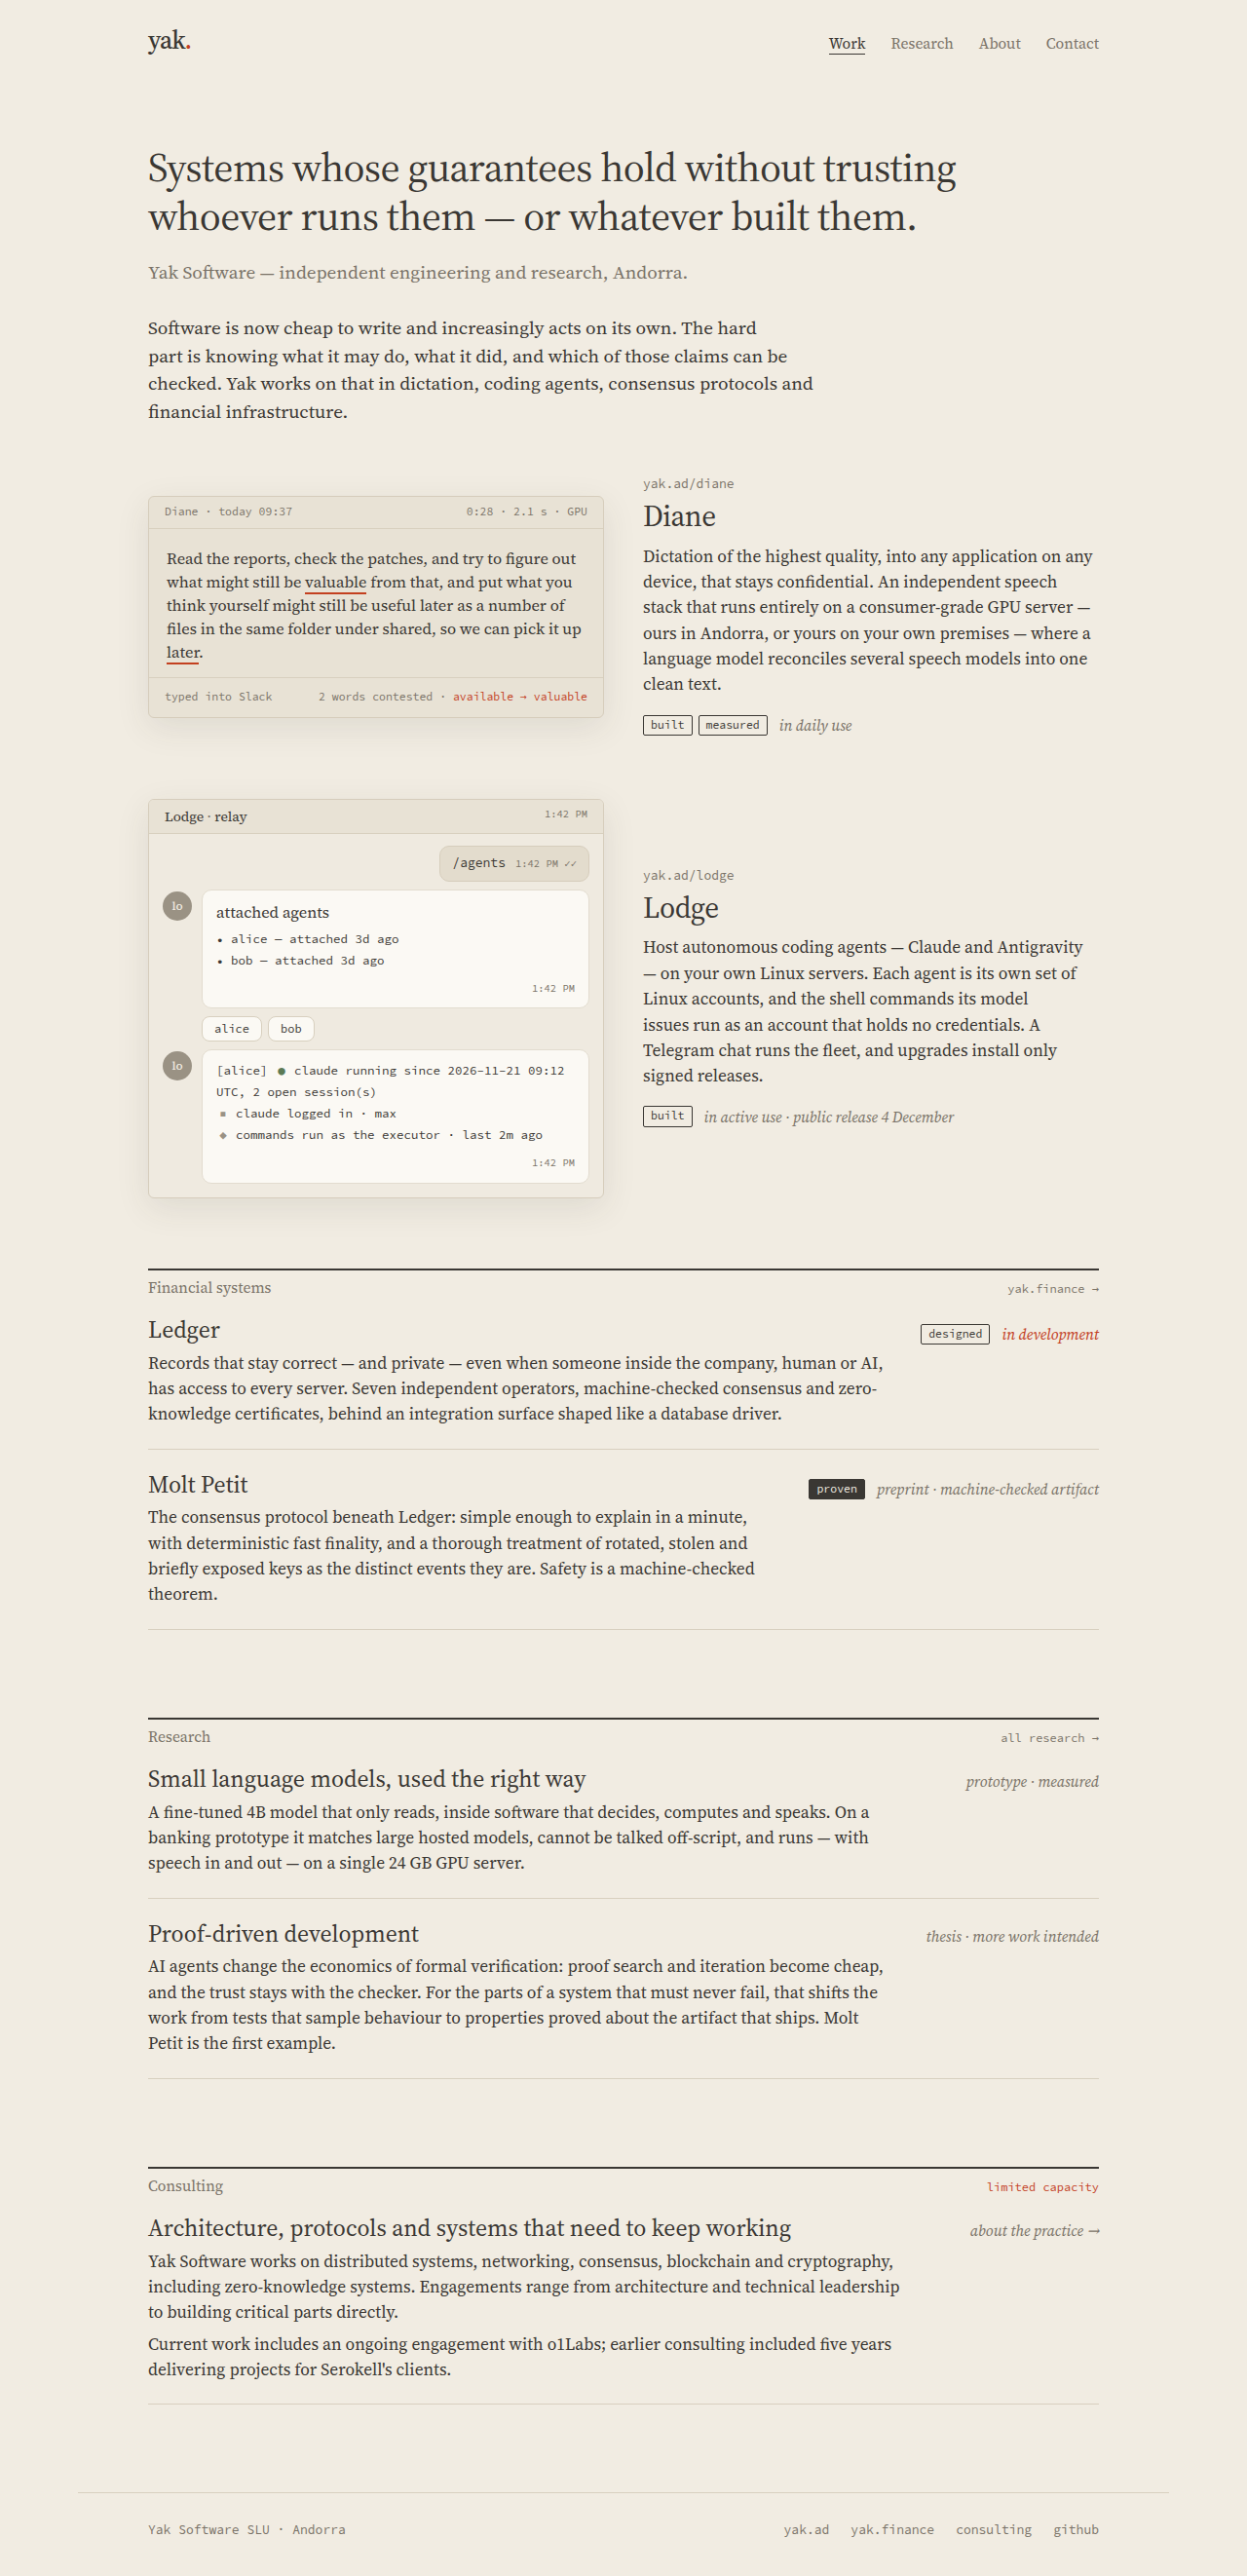 yak.
Work Research About Contact
Systems whose guarantees hold without trusting
whoever runs them — or whatever built them.
Yak Software — independent engineering and research, Andorra.
Software is now cheap to write and increasingly acts on its own. The hard
part is knowing what it may do, what it did, and which of those claims can be
checked. Yak works on that in dictation, coding agents, consensus protocols and
financial infrastructure.
Diane · today 09:37 0:28 · 2.1 s · GPU
Read the reports, check the patches, and try to figure out
what might still be valuable from that, and put what you
think yourself might still be useful later as a number of
files in the same folder under shared, so we can pick it up
later.
typed into Slack 2 words contested · available → valuable
yak.ad/diane
Diane
Dictation of the highest quality, into any application on any
device, that stays confidential. An independent speech
stack that runs entirely on a consumer-grade GPU server —
ours in Andorra, or yours on your own premises — where a
language model reconciles several speech models into one
clean text.
built measured in daily use
Lodge · relay 1:42 PM
/agents 1:42 PM ✓✓
lo
attached agents
• alice — attached 3d ago
• bob — attached 3d ago
1:42 PM
alice bob
lo
[alice] ● claude running since 2026-11-21 09:12
UTC, 2 open session(s)
▪ claude logged in · max
◆ commands run as the executor · last 2m ago
1:42 PM
yak.ad/lodge
Lodge
Host autonomous coding agents — Claude and Antigravity
— on your own Linux servers. Each agent is its own set of
Linux accounts, and the shell commands its model
issues run as an account that holds no credentials. A
Telegram chat runs the fleet, and upgrades install only
signed releases.
built in active use · public release 4 December
Financial systems yak.finance →
Ledger designed in development
Records that stay correct — and private — even when someone inside the company, human or AI,
has access to every server. Seven independent operators, machine-checked consensus and zero-
knowledge certificates, behind an integration surface shaped like a database driver.
Molt Petit proven preprint · machine-checked artifact
The consensus protocol beneath Ledger: simple enough to explain in a minute,
with deterministic fast finality, and a thorough treatment of rotated, stolen and
briefly exposed keys as the distinct events they are. Safety is a machine-checked
theorem.
Research all research →
Small language models, used the right way prototype · measured
A fine-tuned 4B model that only reads, inside software that decides, computes and speaks. On a
banking prototype it matches large hosted models, cannot be talked off-script, and runs — with
speech in and out — on a single 24 GB GPU server.
Proof-driven development thesis · more work intended
AI agents change the economics of formal verification: proof search and iteration become cheap,
and the trust stays with the checker. For the parts of a system that must never fail, that shifts the
work from tests that sample behaviour to properties proved about the artifact that ships. Molt
Petit is the first example.
Consulting limited capacity
Architecture, protocols and systems that need to keep working about the practice →
Yak Software works on distributed systems, networking, consensus, blockchain and cryptography,
including zero-knowledge systems. Engagements range from architecture and technical leadership
to building critical parts directly.
Current work includes an ongoing engagement with o1Labs; earlier consulting included five years
delivering projects for Serokell's clients.
Yak Software SLU · Andorra yak.ad yak.finance consulting github